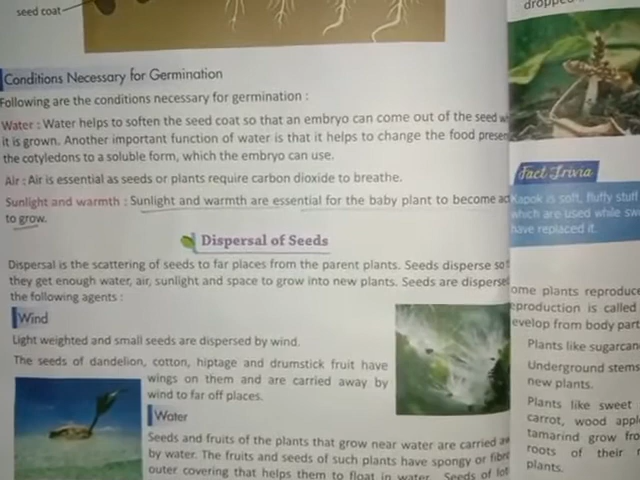 seed coat
Conditions Necessary for Germination
Following are the conditions necessary for germination :
Water : Water helps to soften the seed coat so that an embryo can come out of the seed
it is grown. Another important function of water is that it helps to change the food presen
the cotyledons to a soluble form, which the embryo can use.
Air : Air is essential as seeds or plants require carbon dioxide to breathe.
Sunlight and warmth : Sunlight and warmth are essential for the baby plant to become
to grow.
Dispersal of Seeds
Dispersal is the scattering of seeds to far places from the parent plants. Seeds disperse so
they get enough water, air, sunlight and space to grow into new plants. Seeds are dispersed
the following agents :
Wind
Light weighted and small seeds are dispersed by wind.
The seeds of dandelion, cotton, hiptage and drumstick fruit have
wings on them and are carried away by
wind to far off places.
Water
Seeds and fruits of the plants that grow near water are carried
by water. The fruits and seeds of such plants have spongy or
outer covering that helps them to float in water. Seeds of
dropped
Fact Trivia
Kapok is soft, fluffy stuff
which are used while
have replaced it.
ome plants reproduce
eproduction is called
evelop from body part
Plants like sugarcan
Underground stems
new plants.
Plants like sweet
carrot, wood appl
tamarind grow fro
roots of their
plants.